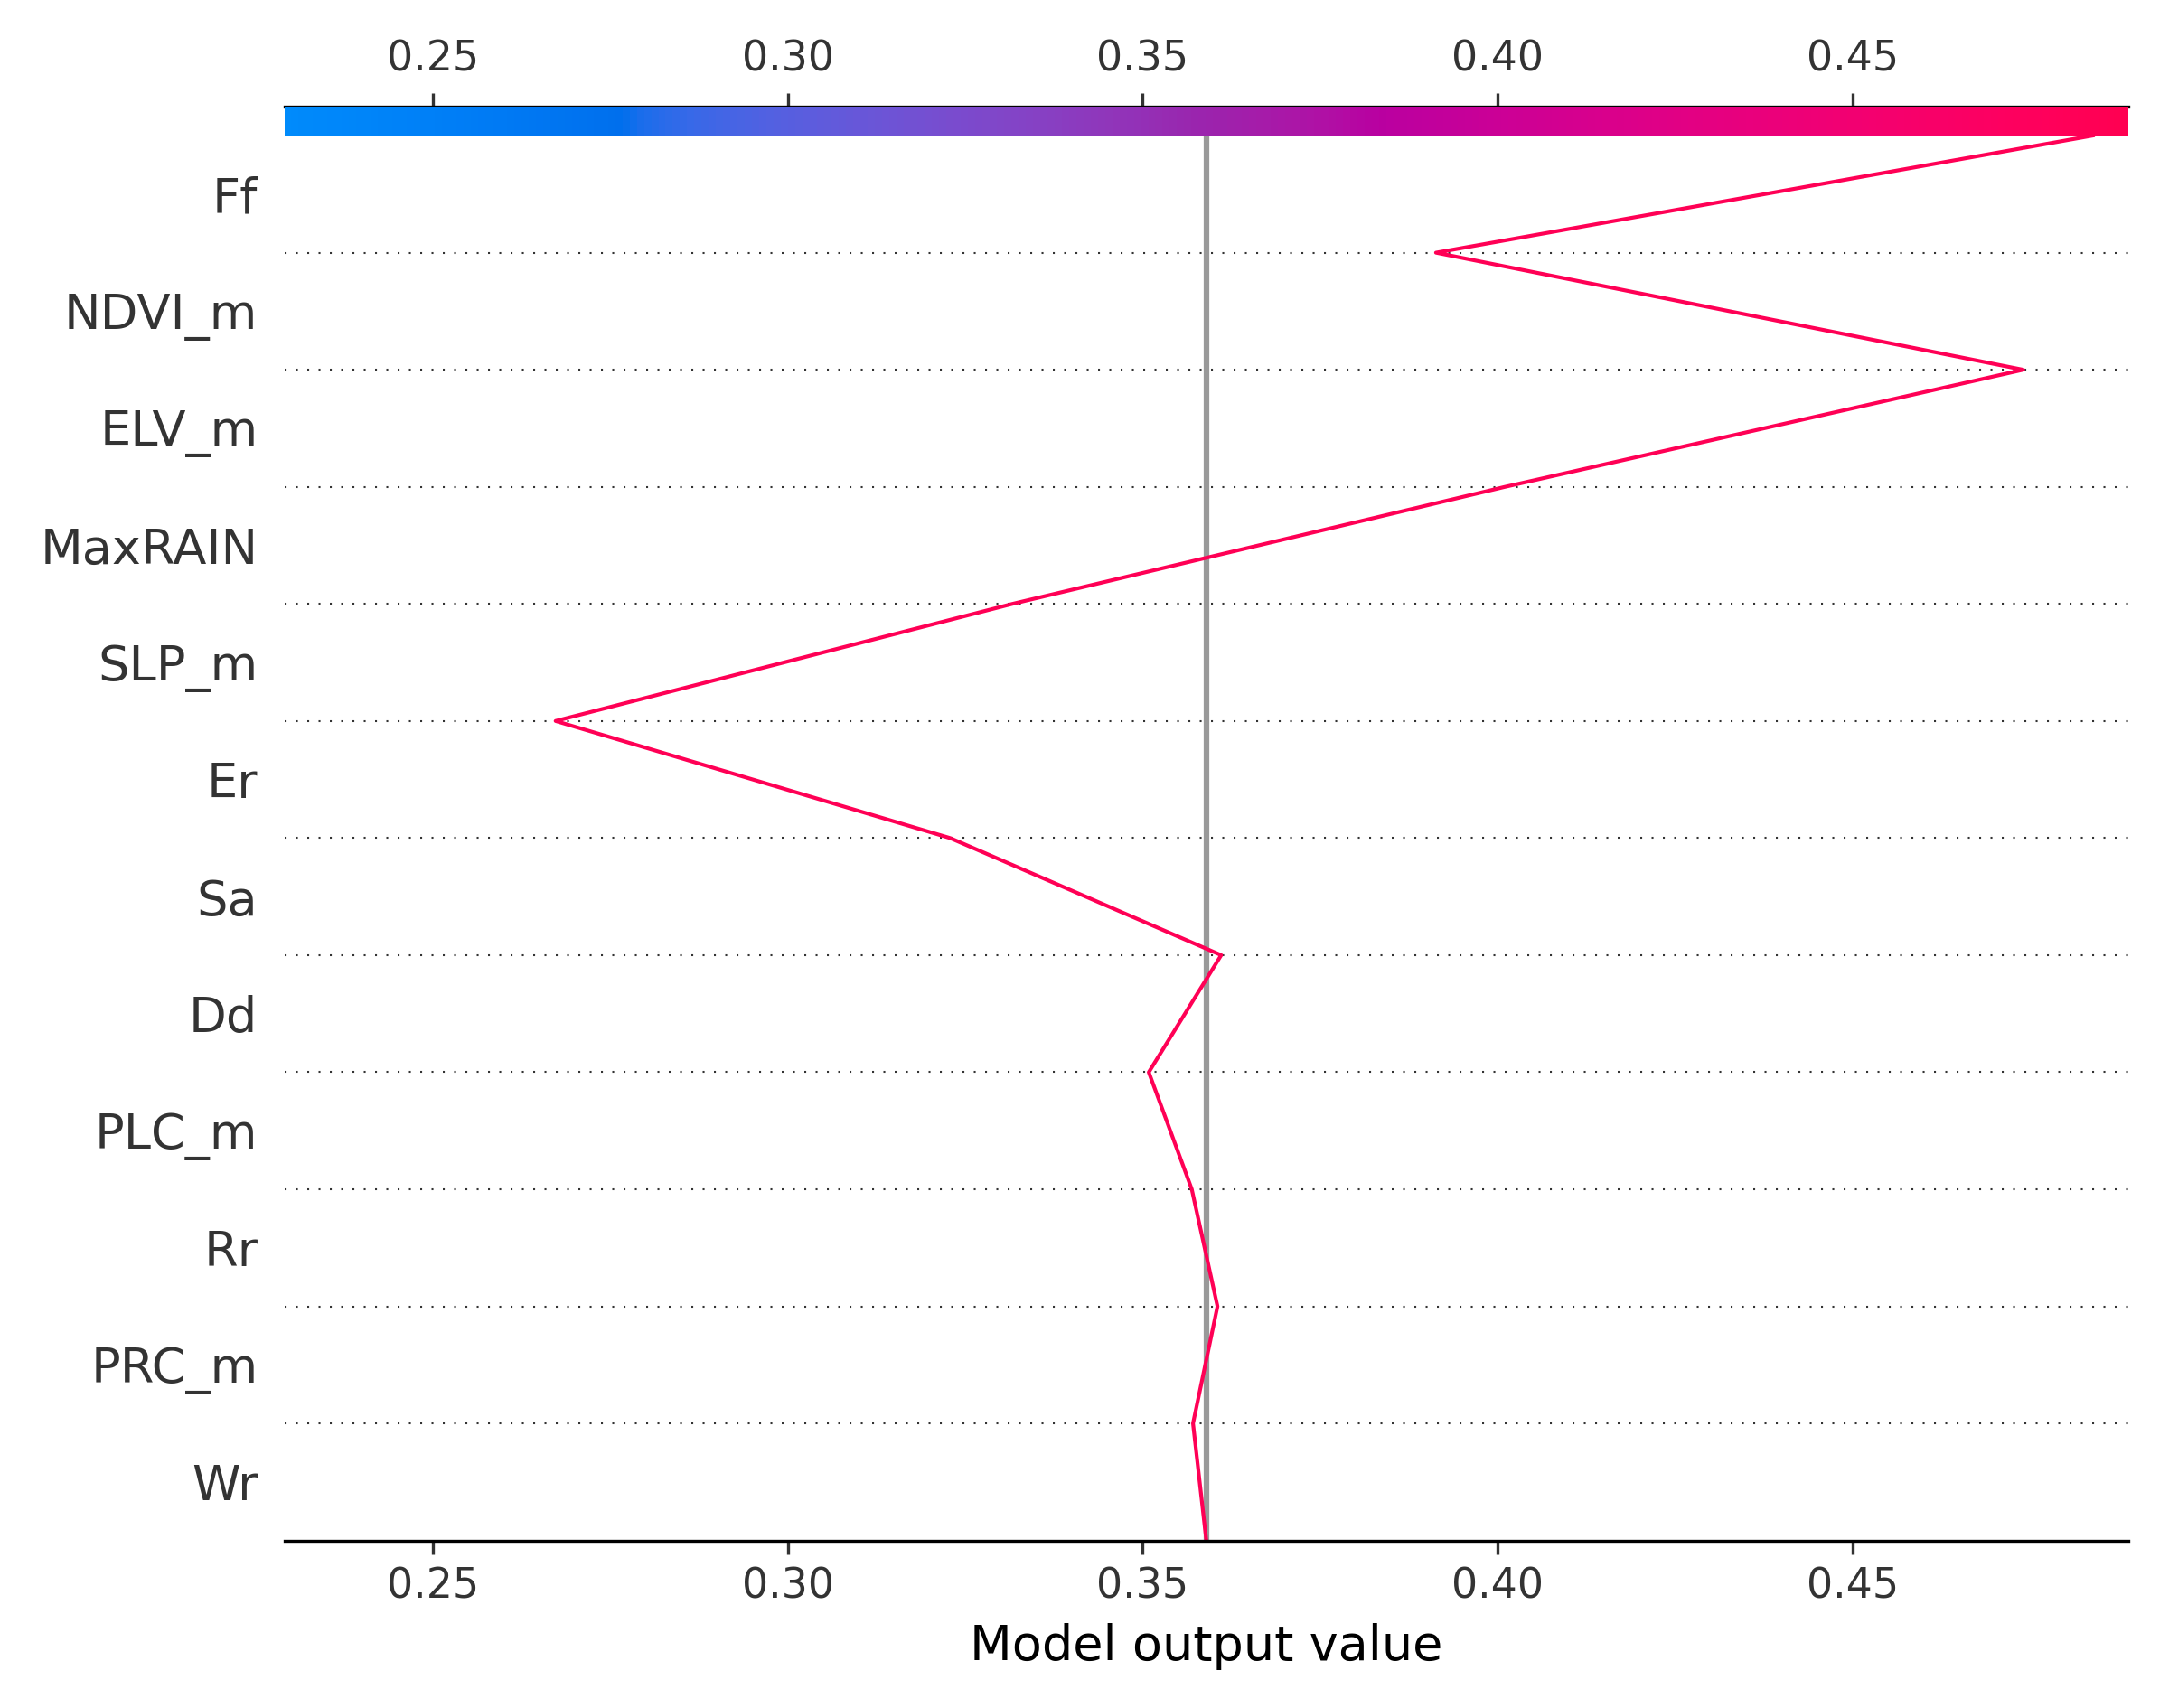 0.25 0.30 0.35 0.40 0.45
Ff
NDVI_m
ELV_m
MaxRAIN
SLP_m
Er
Sa
Dd
PLC_m
Rr
PRC_m
Wr
0.25 0.30 0.35 0.40 0.45
Model output value